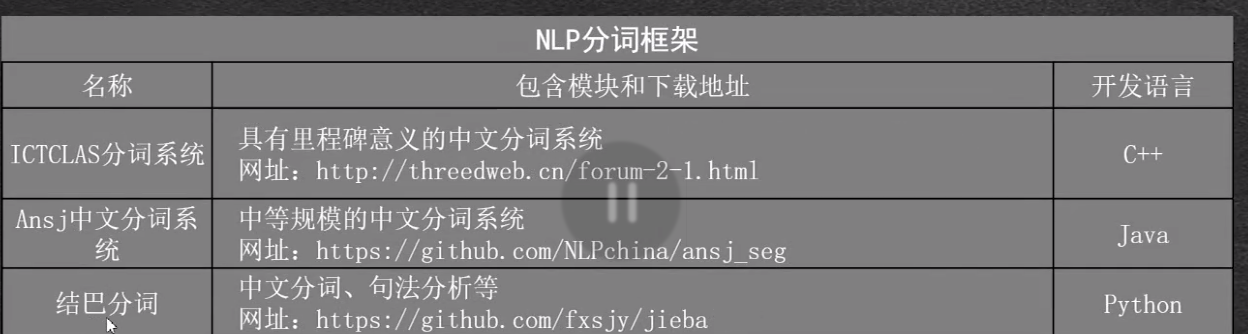 NLP分词框架
名称 包含模块和下载地址 开发语言
ICTCLAS分词系统
具有里程碑意义的中文分词系统
网址：http://threedweb.cn/forum-2-1.html
C++
Ansj中文分词系
统
中等规模的中文分词系统
网址：https://github.com/NLPchina/ansj_seg
Java
结巴分词
中文分词、句法分析等
网址：https://github.com/fxsjy/jieba
Python